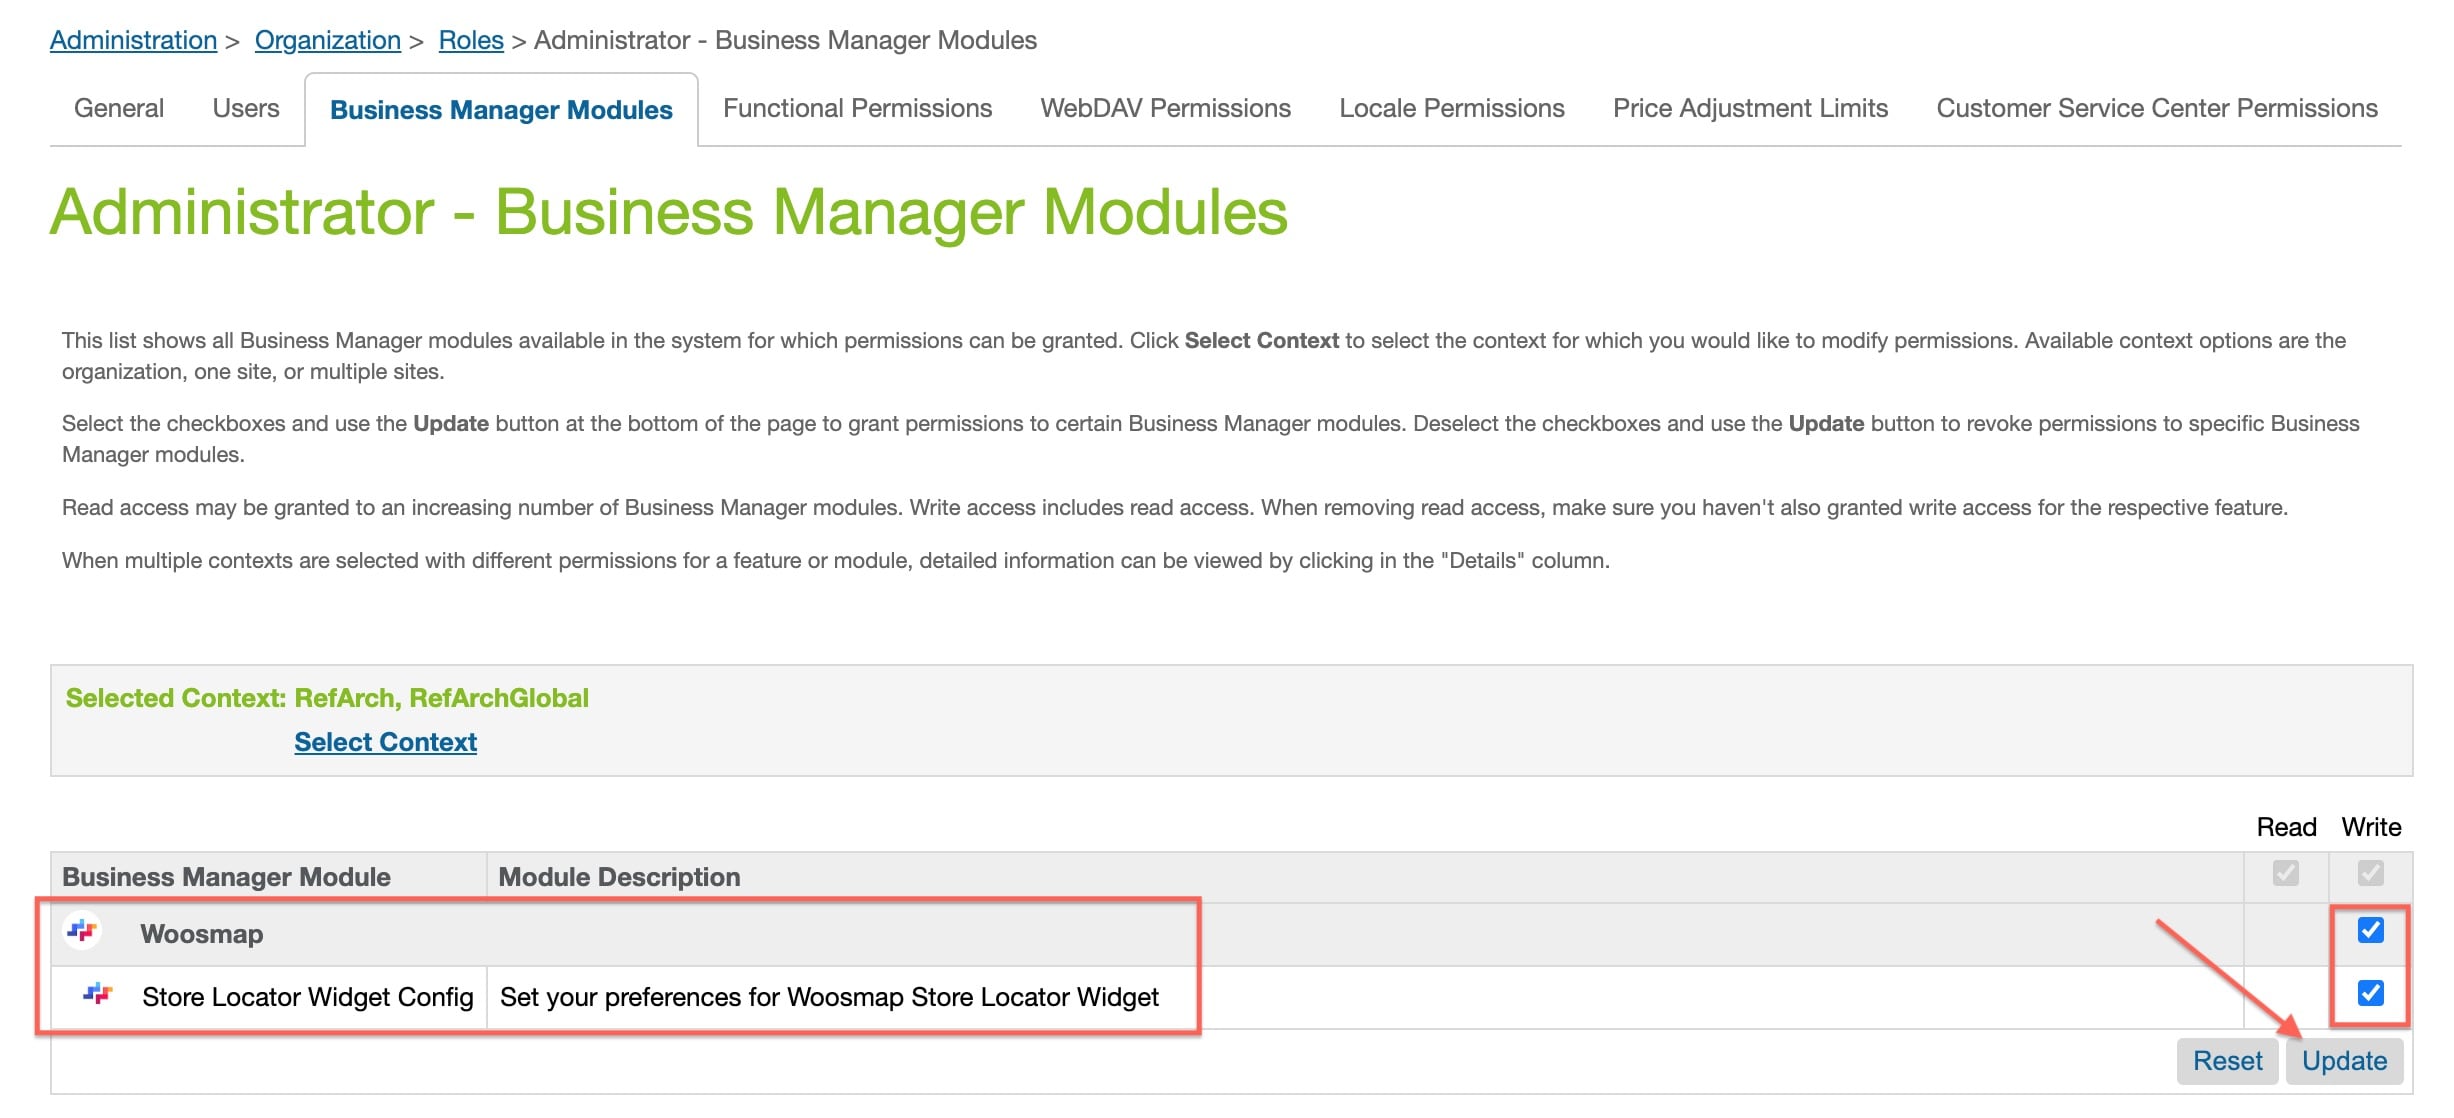 Administration > Organization > Roles > Administrator - Business Manager Modules
General Users Business Manager Modules Functional Permissions WebDAV Permissions Locale Permissions Price Adjustment Limits Customer Service Center Permissions
Administrator - Business Manager Modules
This list shows all Business Manager modules available in the system for which permissions can be granted. Click Select Context to select the context for which you would like to modify permissions. Available context options are the
organization, one site, or multiple sites.
Select the checkboxes and use the Update button at the bottom of the page to grant permissions to certain Business Manager modules. Deselect the checkboxes and use the Update button to revoke permissions to specific Business
Manager modules.
Read access may be granted to an increasing number of Business Manager modules. Write access includes read access. When removing read access, make sure you haven't also granted write access for the respective feature.
When multiple contexts are selected with different permissions for a feature or module, detailed information can be viewed by clicking in the "Details" column.
Selected Context: RefArch, RefArchGlobal
Select Context
Read Write
Business Manager Module Module Description
Woosmap
Store Locator Widget Config Set your preferences for Woosmap Store Locator Widget
Reset Update